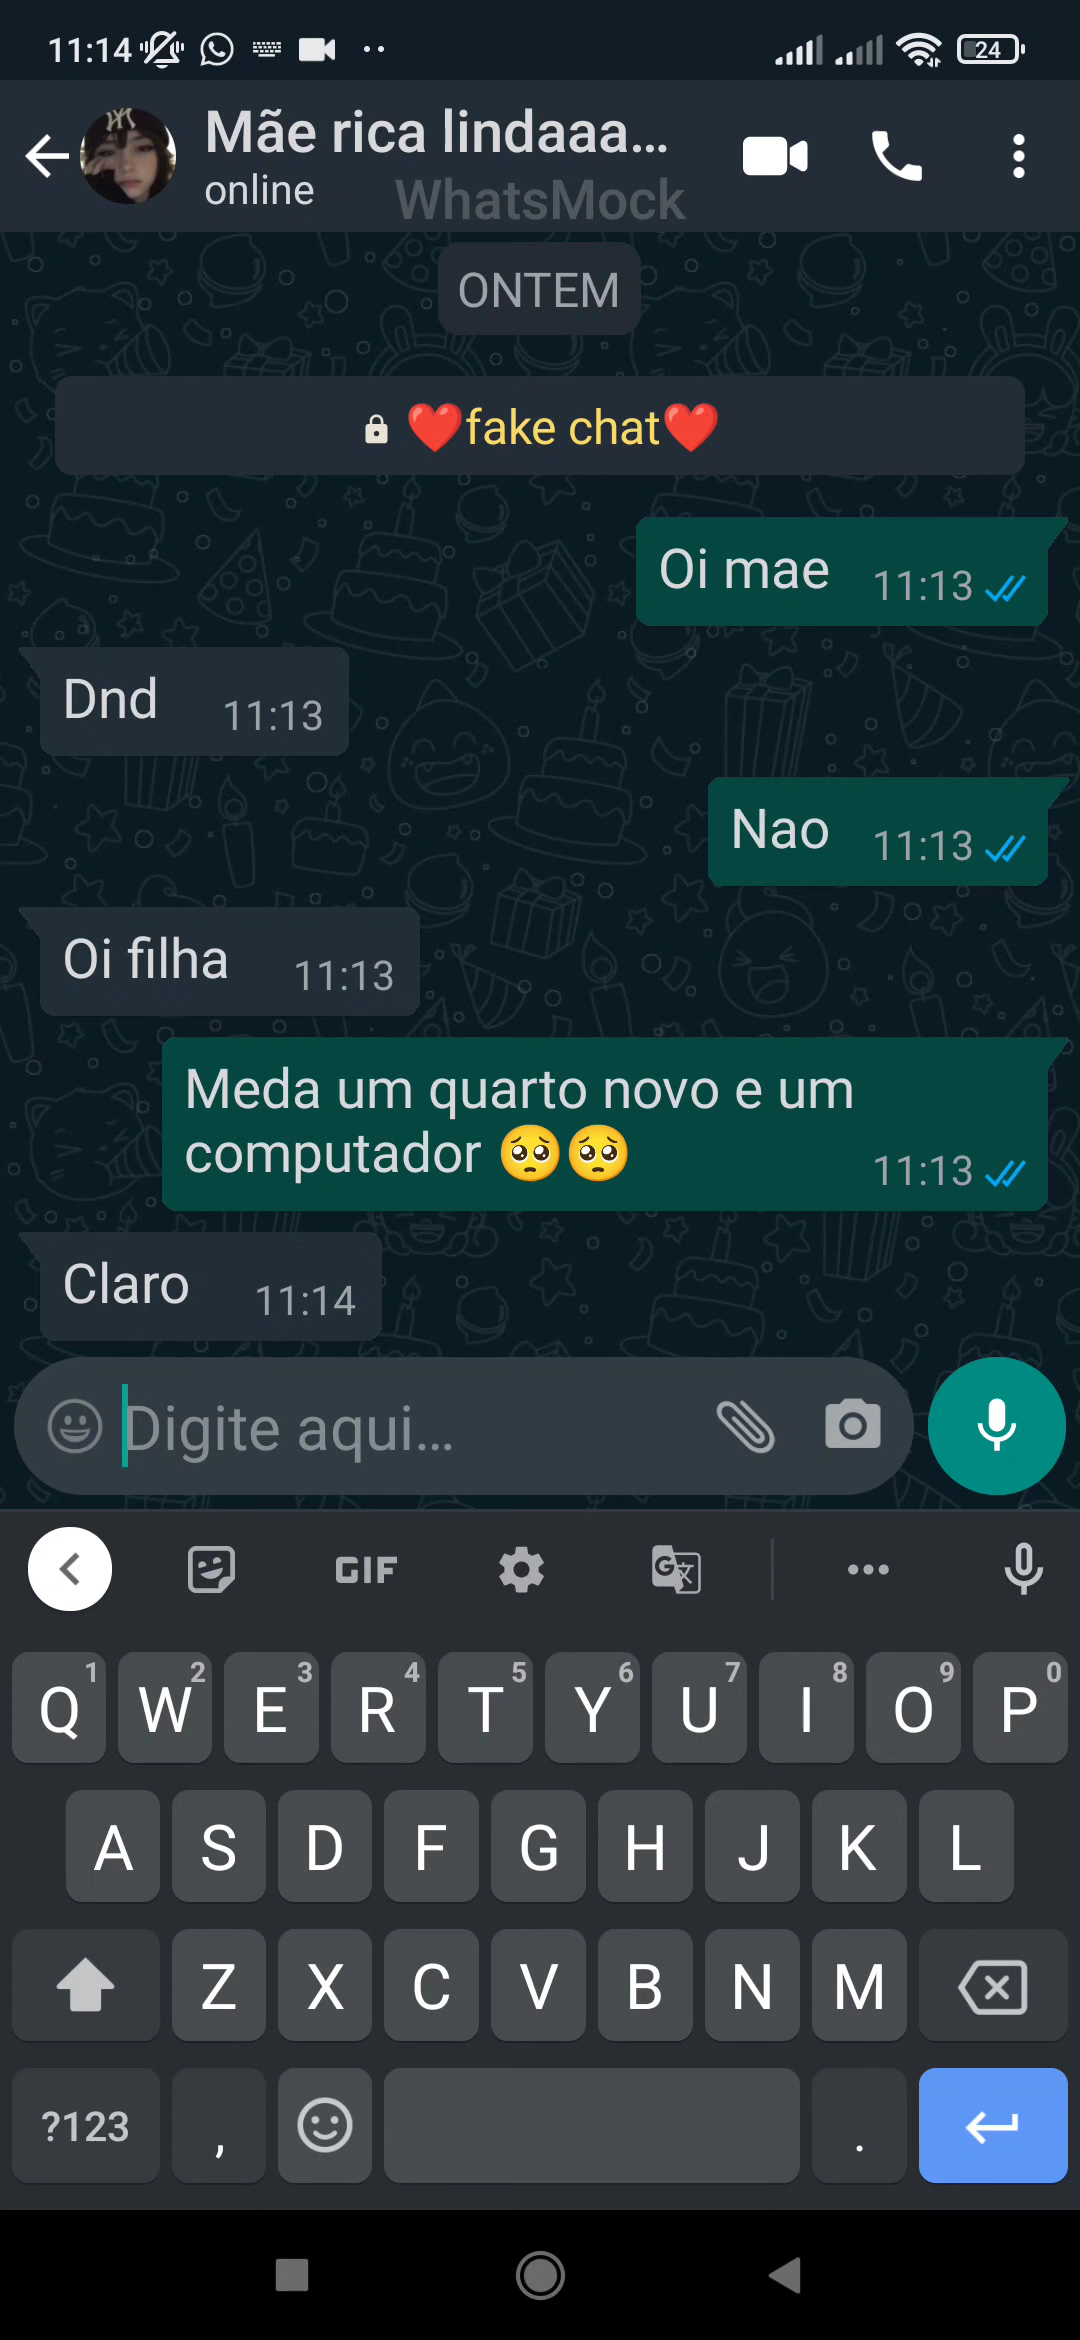 11:14
24
Mãe rica lindaaa...
online
WhatsMock
ONTEM
❤️fake chat❤️
Oi mae 11:13
Dnd 11:13
Nao 11:13
Oi filha 11:13
Meda um quarto novo e um
computador 🥺🥺 11:13
Claro 11:14
Digite aqui...
GIF
G
1 2 3 4 5 6 7 8 9 0
Q W E R T Y U I O P
A S D F G H J K L
Z X C V B N M
?123 , .